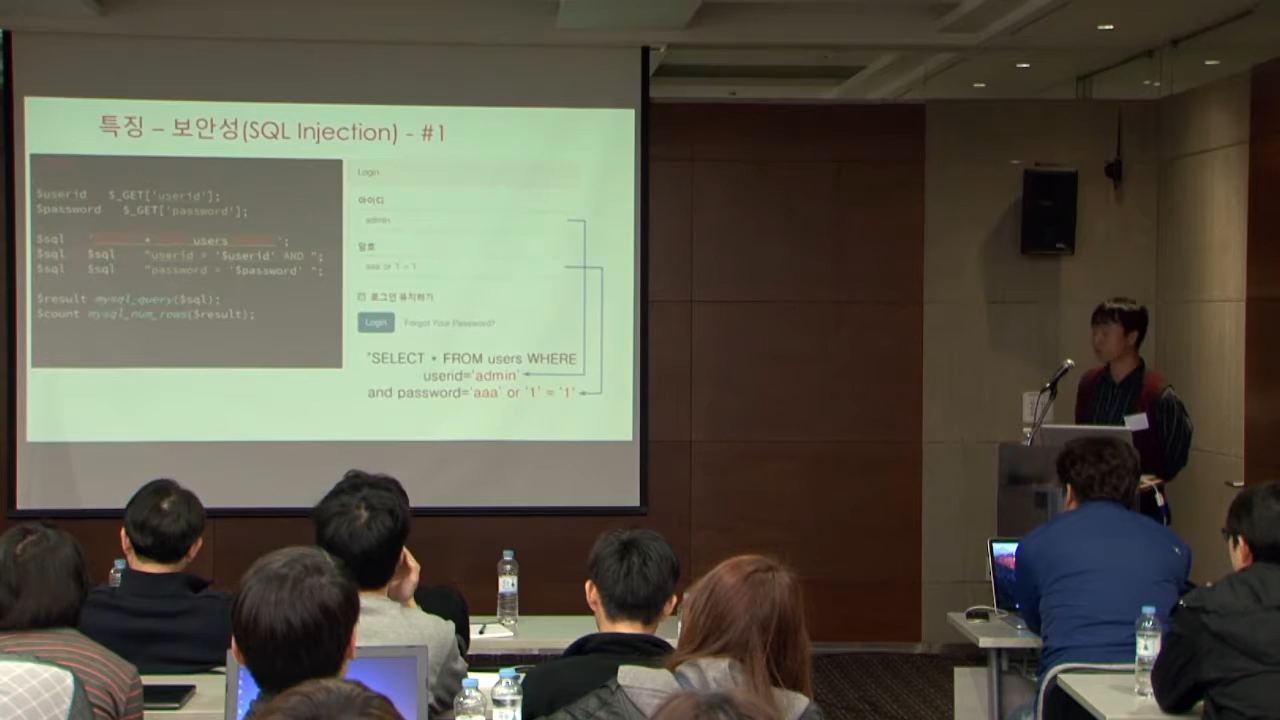 특징 – 보안성(SQL Injection) - #1
$userid $_GET['userid'];
$password $_GET['password'];
$sql ' * users ';
$sql $sql "userid = '$userid' AND ";
$sql $sql "password = '$password' ";
$result mysql_query($sql);
$count mysql_num_rows($result);
Login
아이디
admin
암호
aaa or '1' = '1
로그인 유지하기
Login Forgot Your Password?
"SELECT * FROM users WHERE
userid='admin'
and password='aaa' or '1' = '1'